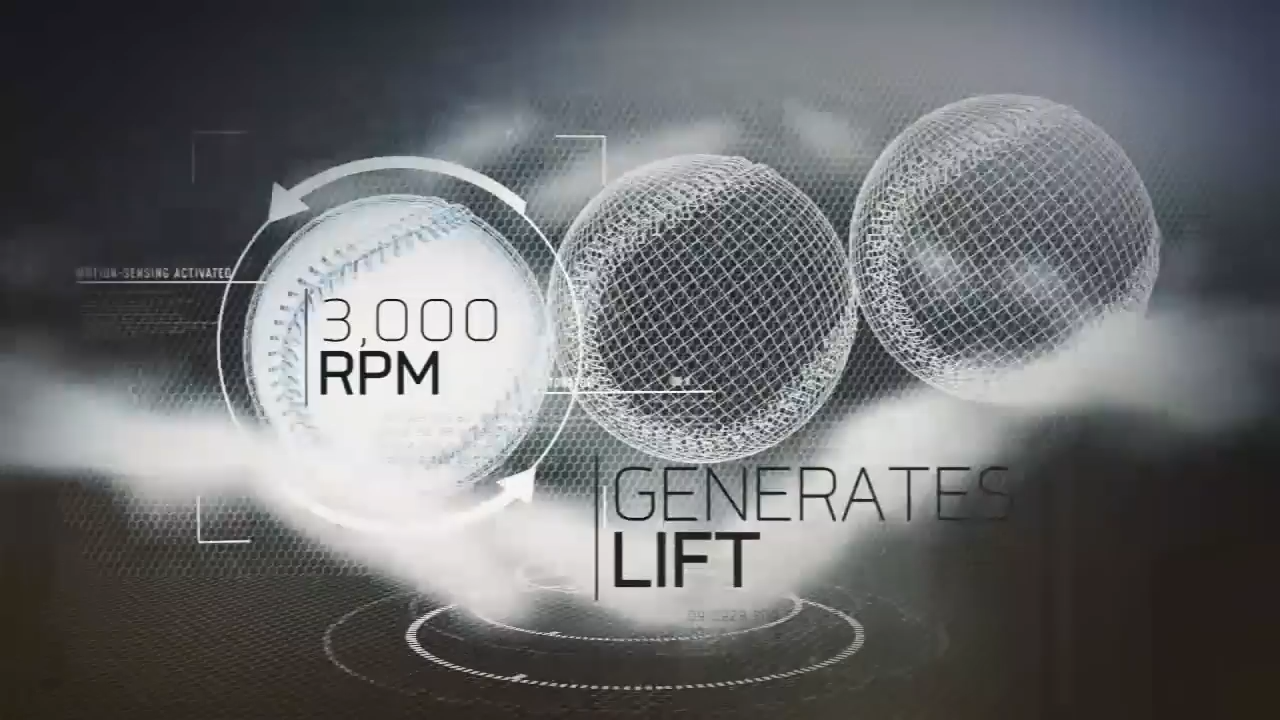 MOTION-SENSING ACTIVATED
3,000
RPM
GENERATES
LIFT